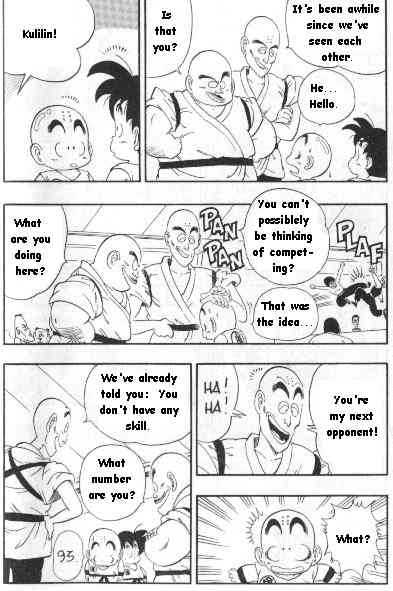 Kulilin!
Is
that
you?
It's been awhile
since we've
seen each
other.
He...
Hello.
What
are you
doing
here?
PAN
PAN
You can't
possiblely
be thinking
of compet-
ing?
PLAF
That was
the idea...
We've already
told you: You
don't have any
skill.
What
number
are you?
93
HA!
HA!
You're
my next
opponent!
What?